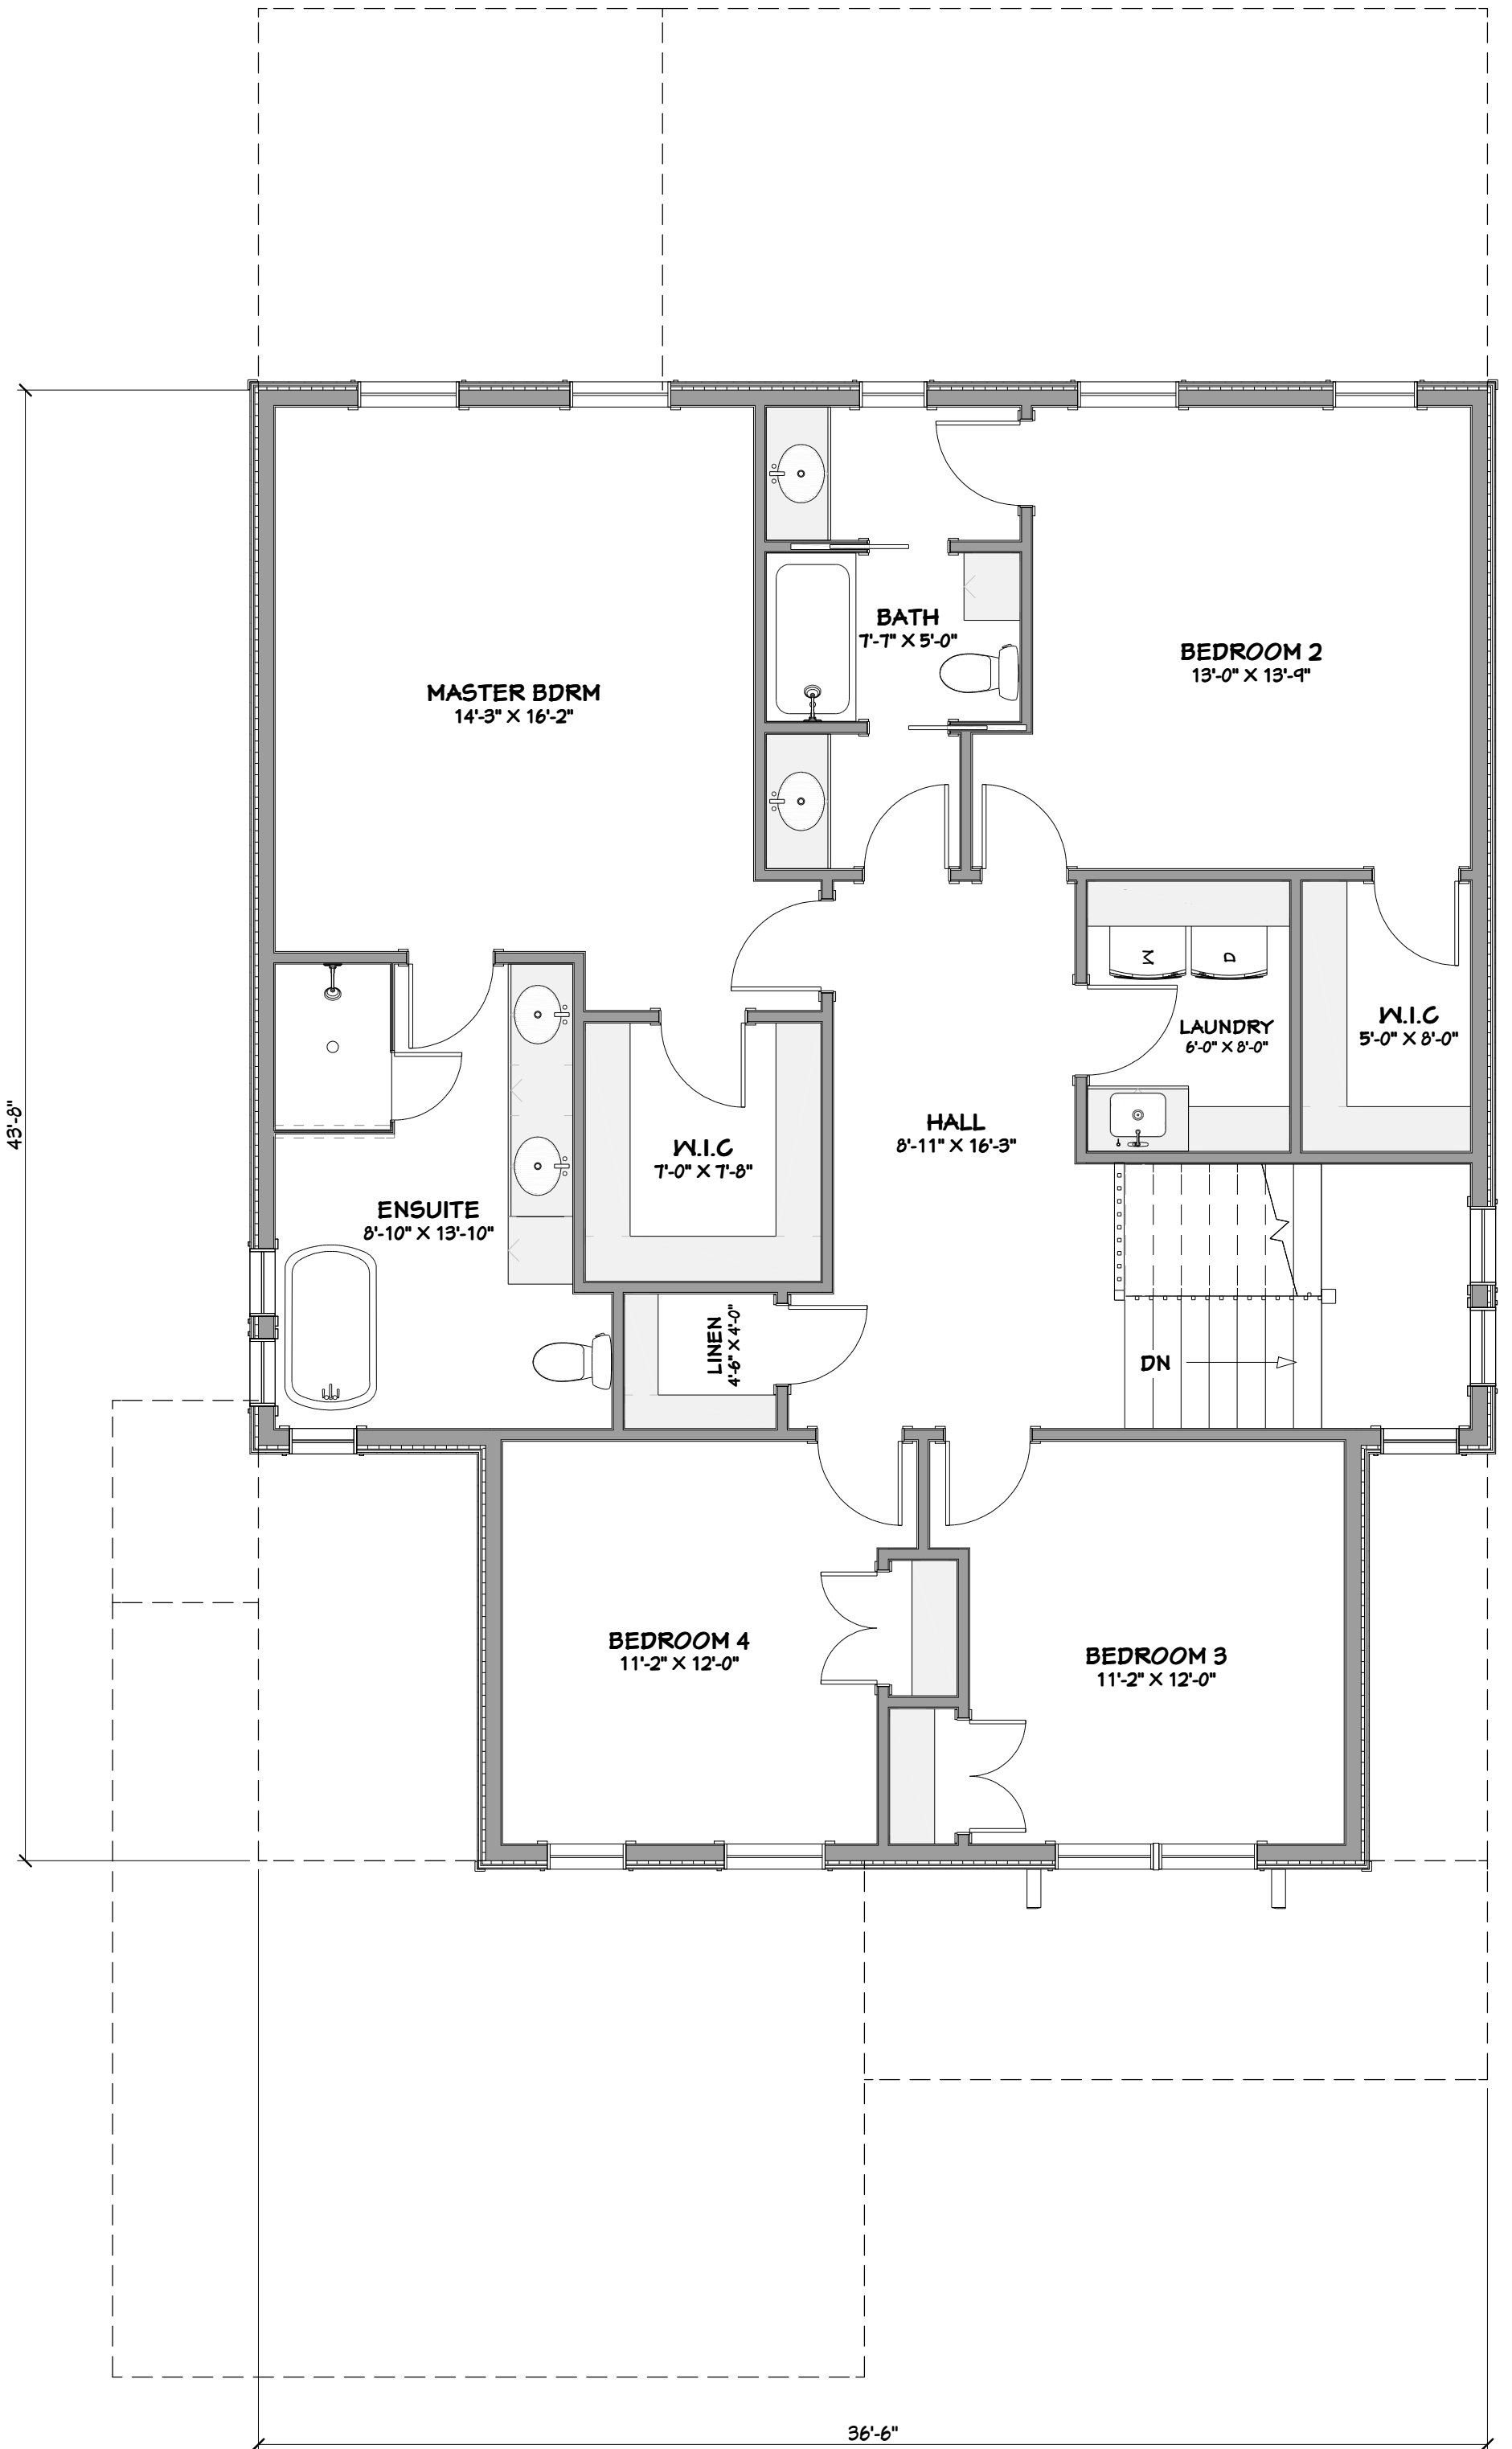 BATH
7'-7" X 5'-0"
BEDROOM 2
13'-0" X 13'-9"
MASTER BDRM
14'-3" X 16'-2"
W
D
LAUNDRY
6'-0" X 8'-0"
W.I.C
5'-0" X 8'-0"
HALL
8'-11" X 16'-3"
43'-8"
W.I.C
7'-0" X 7'-8"
ENSUITE
8'-10" X 13'-10"
LINEN
4'-6" X 4'-0"
DN
BEDROOM 4
11'-2" X 12'-0"
BEDROOM 3
11'-2" X 12'-0"
36'-6"